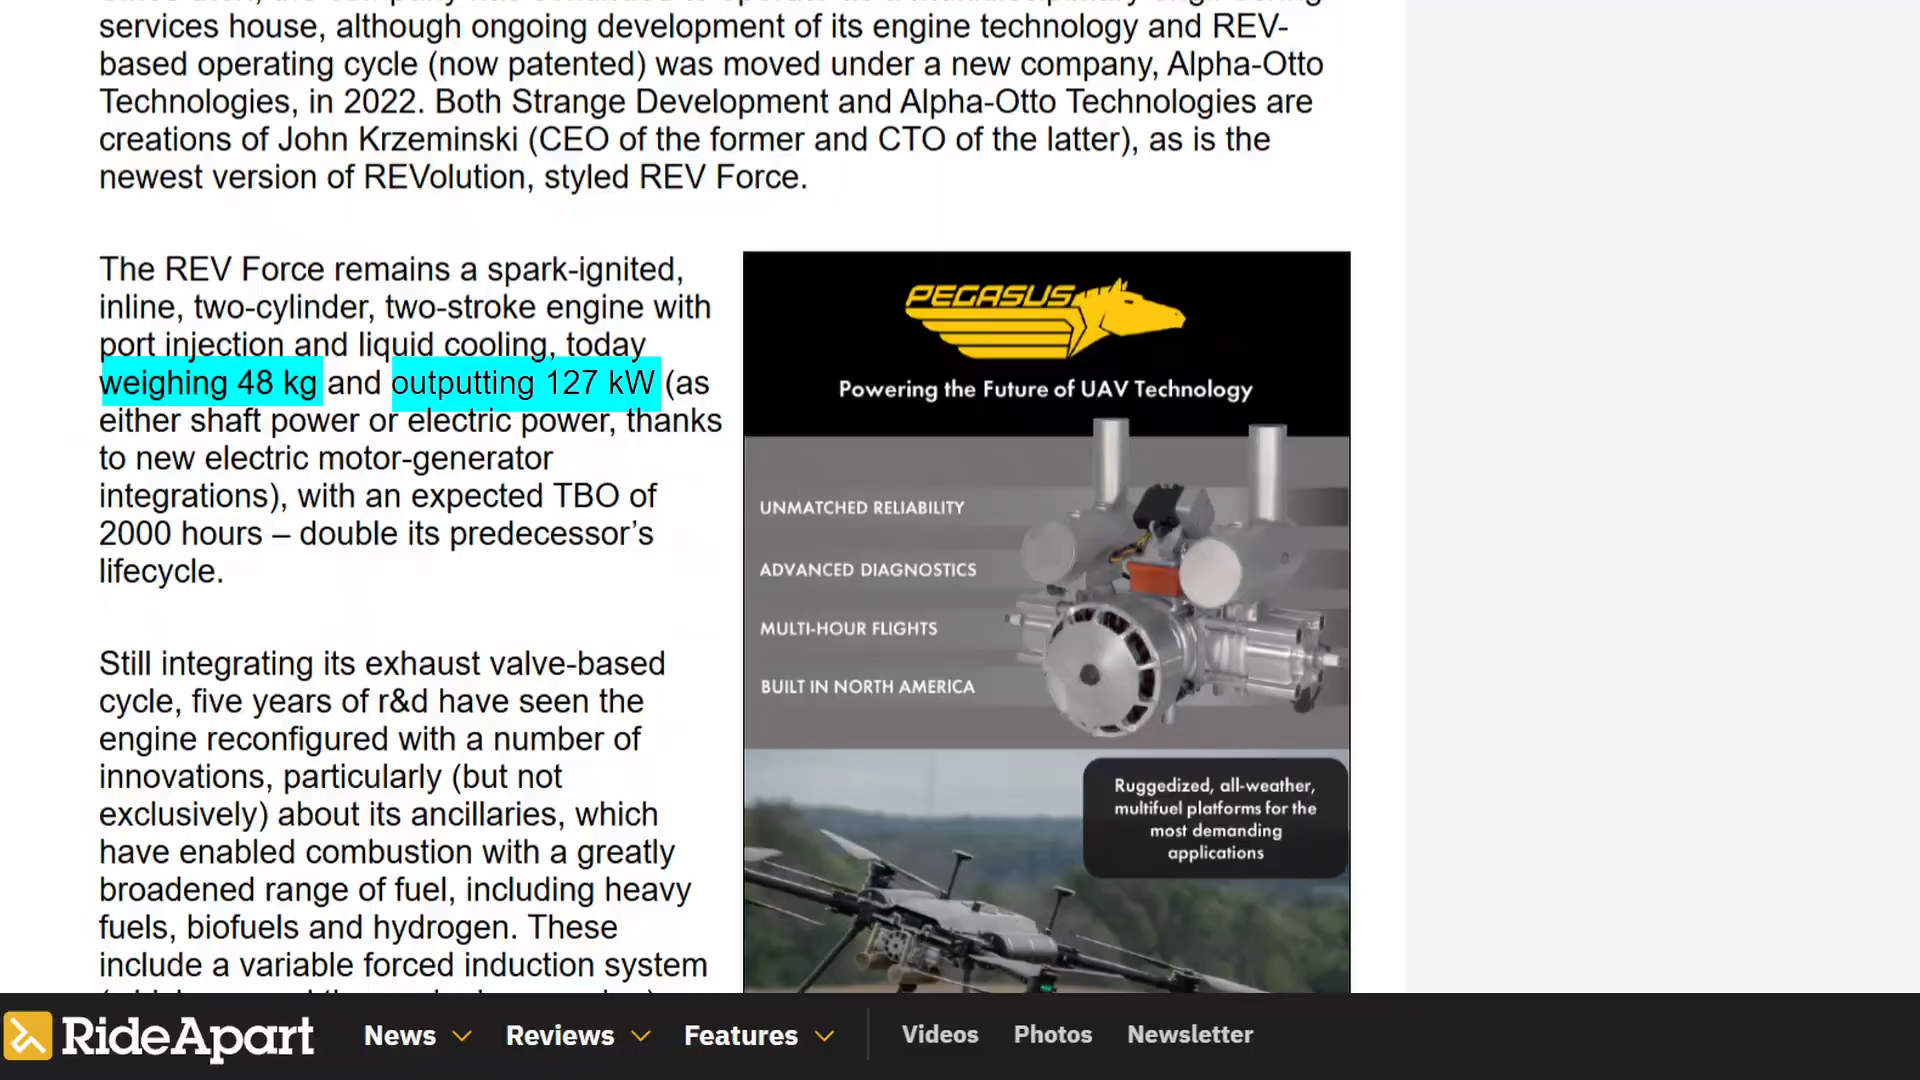 services house, although ongoing development of its engine technology and REV-
based operating cycle (now patented) was moved under a new company, Alpha-Otto
Technologies, in 2022. Both Strange Development and Alpha-Otto Technologies are
creations of John Krzeminski (CEO of the former and CTO of the latter), as is the
newest version of REVolution, styled REV Force.
The REV Force remains a spark-ignited,
inline, two-cylinder, two-stroke engine with
port injection and liquid cooling, today
weighing 48 kg and outputting 127 kW (as
either shaft power or electric power, thanks
to new electric motor-generator
integrations), with an expected TBO of
2000 hours – double its predecessor’s
lifecycle.
Still integrating its exhaust valve-based
cycle, five years of r&d have seen the
engine reconfigured with a number of
innovations, particularly (but not
exclusively) about its ancillaries, which
have enabled combustion with a greatly
broadened range of fuel, including heavy
fuels, biofuels and hydrogen. These
include a variable forced induction system
PEGASUS
Powering the Future of UAV Technology
UNMATCHED RELIABILITY
ADVANCED DIAGNOSTICS
MULTI-HOUR FLIGHTS
BUILT IN NORTH AMERICA
Ruggedized, all-weather,
multifuel platforms for the
most demanding
applications
RideApart News Reviews Features Videos Photos Newsletter